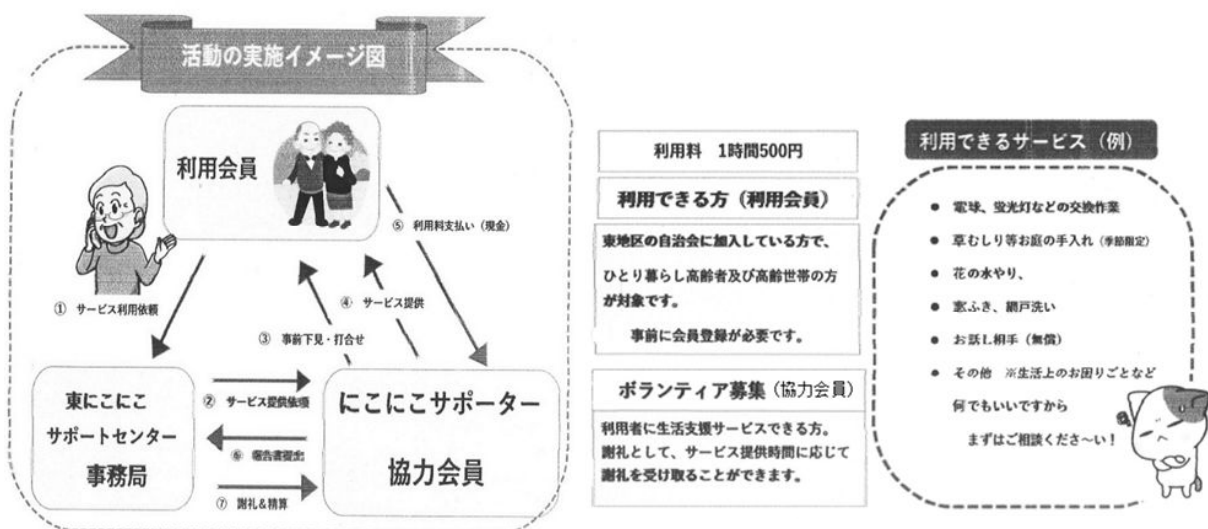 活動の実施イメージ図
利用会員
⑤ 利用料支払い（現金）
① サービス利用依頼
④ サービス提供
③ 事前下見・打合せ
東にこにこ
サポートセンター
事務局
② サービス提供依頼
⑥ 報告書提出
⑦ 謝礼＆精算
にこにこサポーター
協力会員
利用料 1時間500円
利用できる方（利用会員）
東地区の自治会に加入している方で、
ひとり暮らし高齢者及び高齢世帯の方
が対象です。
事前に会員登録が必要です。
ボランティア募集（協力会員）
利用者に生活支援サービスできる方。
謝礼として、サービス提供時間に応じて
謝礼を受け取ることができます。
利用できるサービス（例）
● 電球、蛍光灯などの交換作業
● 草むしり等お庭の手入れ（季節限定）
● 花の水やり、
● 窓ふき、網戸洗い
● お話し相手（無償）
● その他 ※生活上のお困りごとなど
何でもいいですから
まずはご相談くださ～い！